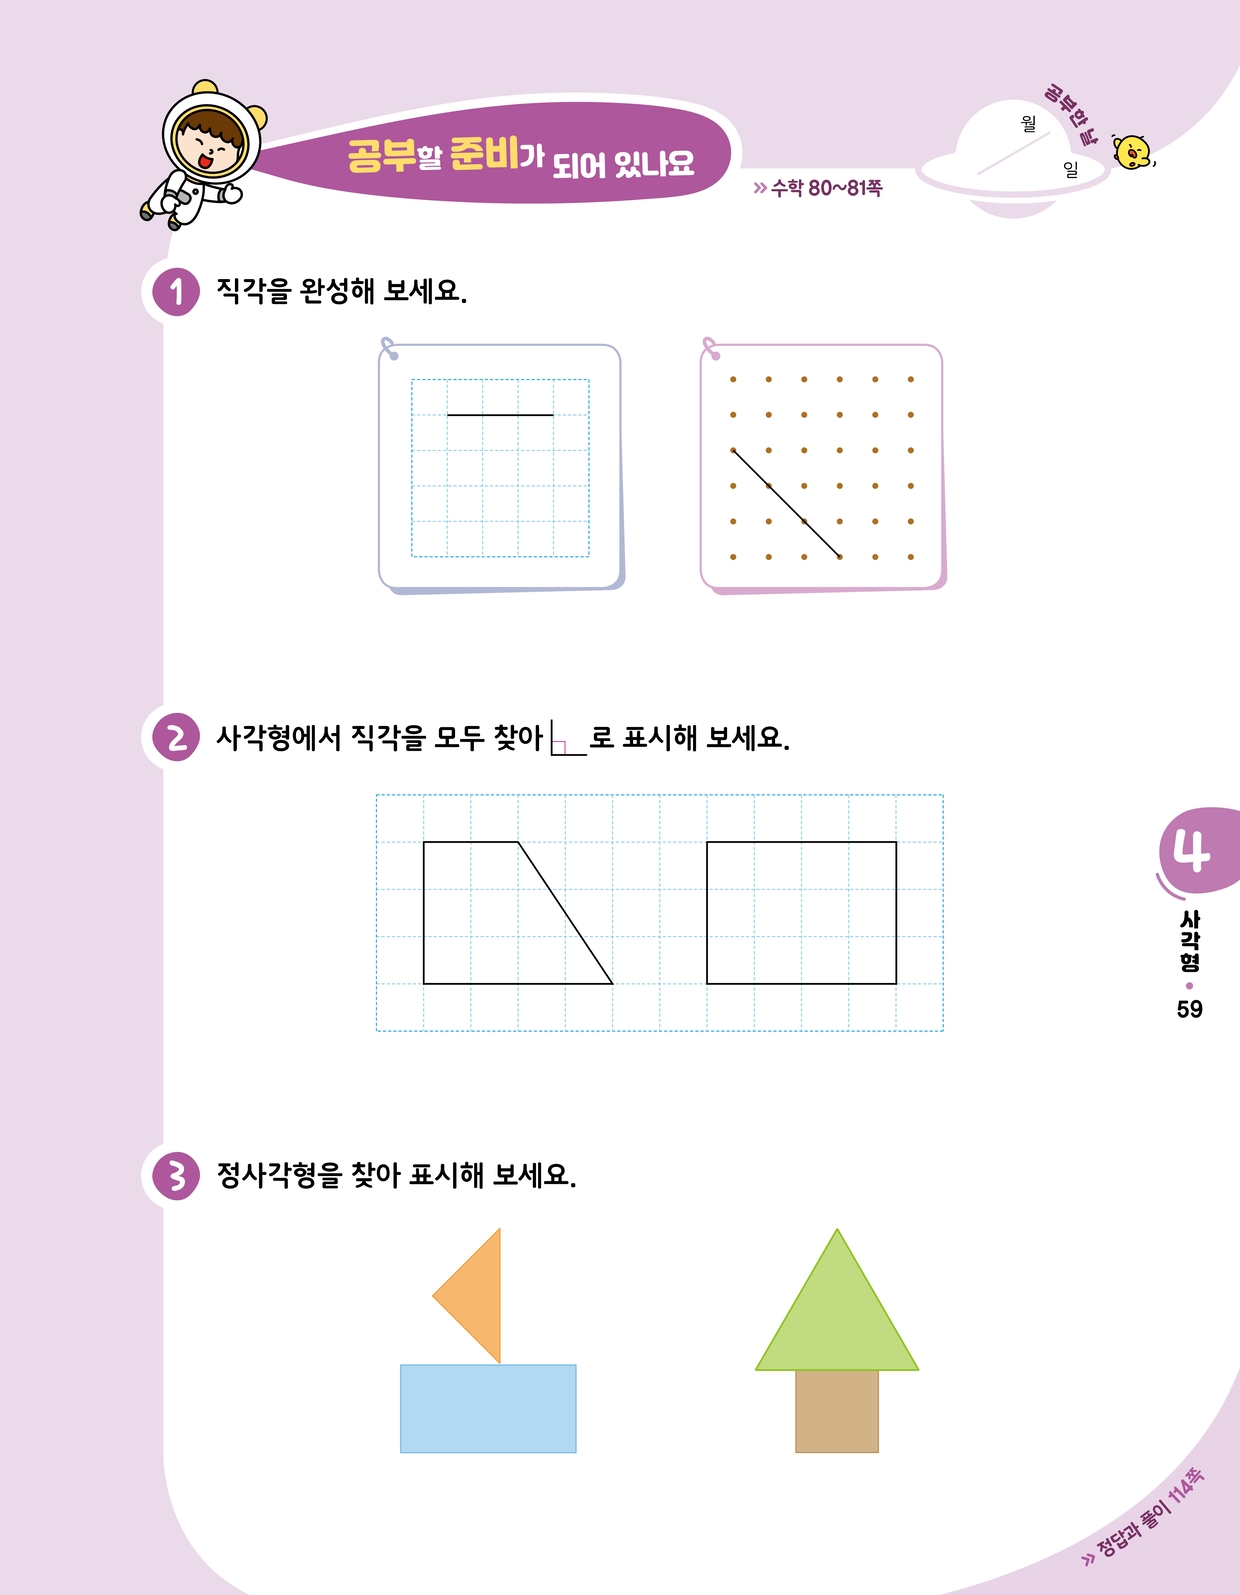 공부할 준비가 되어 있나요
» 수학 80~81쪽
공부한 날
월
일
1 직각을 완성해 보세요.
2 사각형에서 직각을 모두 찾아 로 표시해 보세요.
4
사각형
59
3 정사각형을 찾아 표시해 보세요.
» 정답과 풀이 114쪽